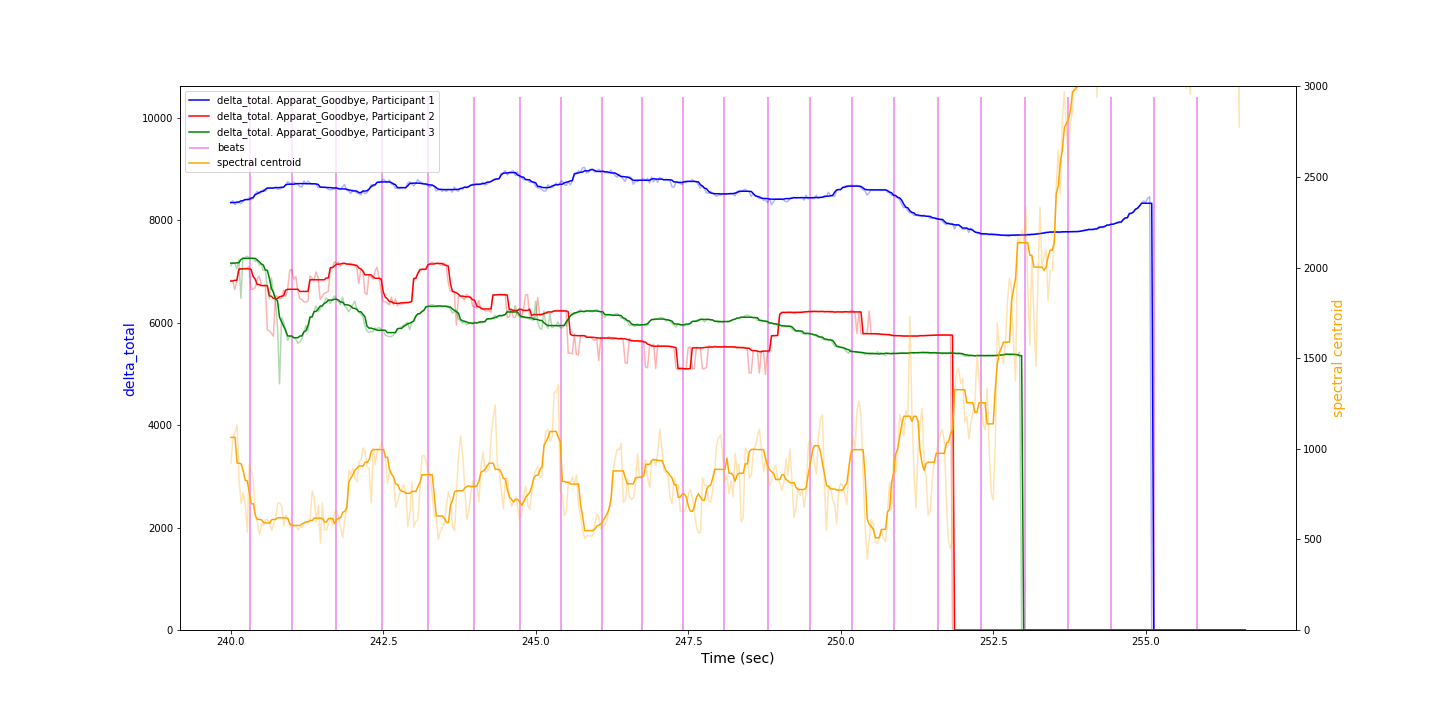 delta_total. Apparat_Goodbye, Participant 1
delta_total. Apparat_Goodbye, Participant 2
delta_total. Apparat_Goodbye, Participant 3
beats
spectral centroid
10000
8000
6000
4000
2000
0
delta_total
3000
2500
2000
1500
1000
500
0
spectral centroid
240.0 242.5 245.0 247.5 250.0 252.5 255.0
Time (sec)